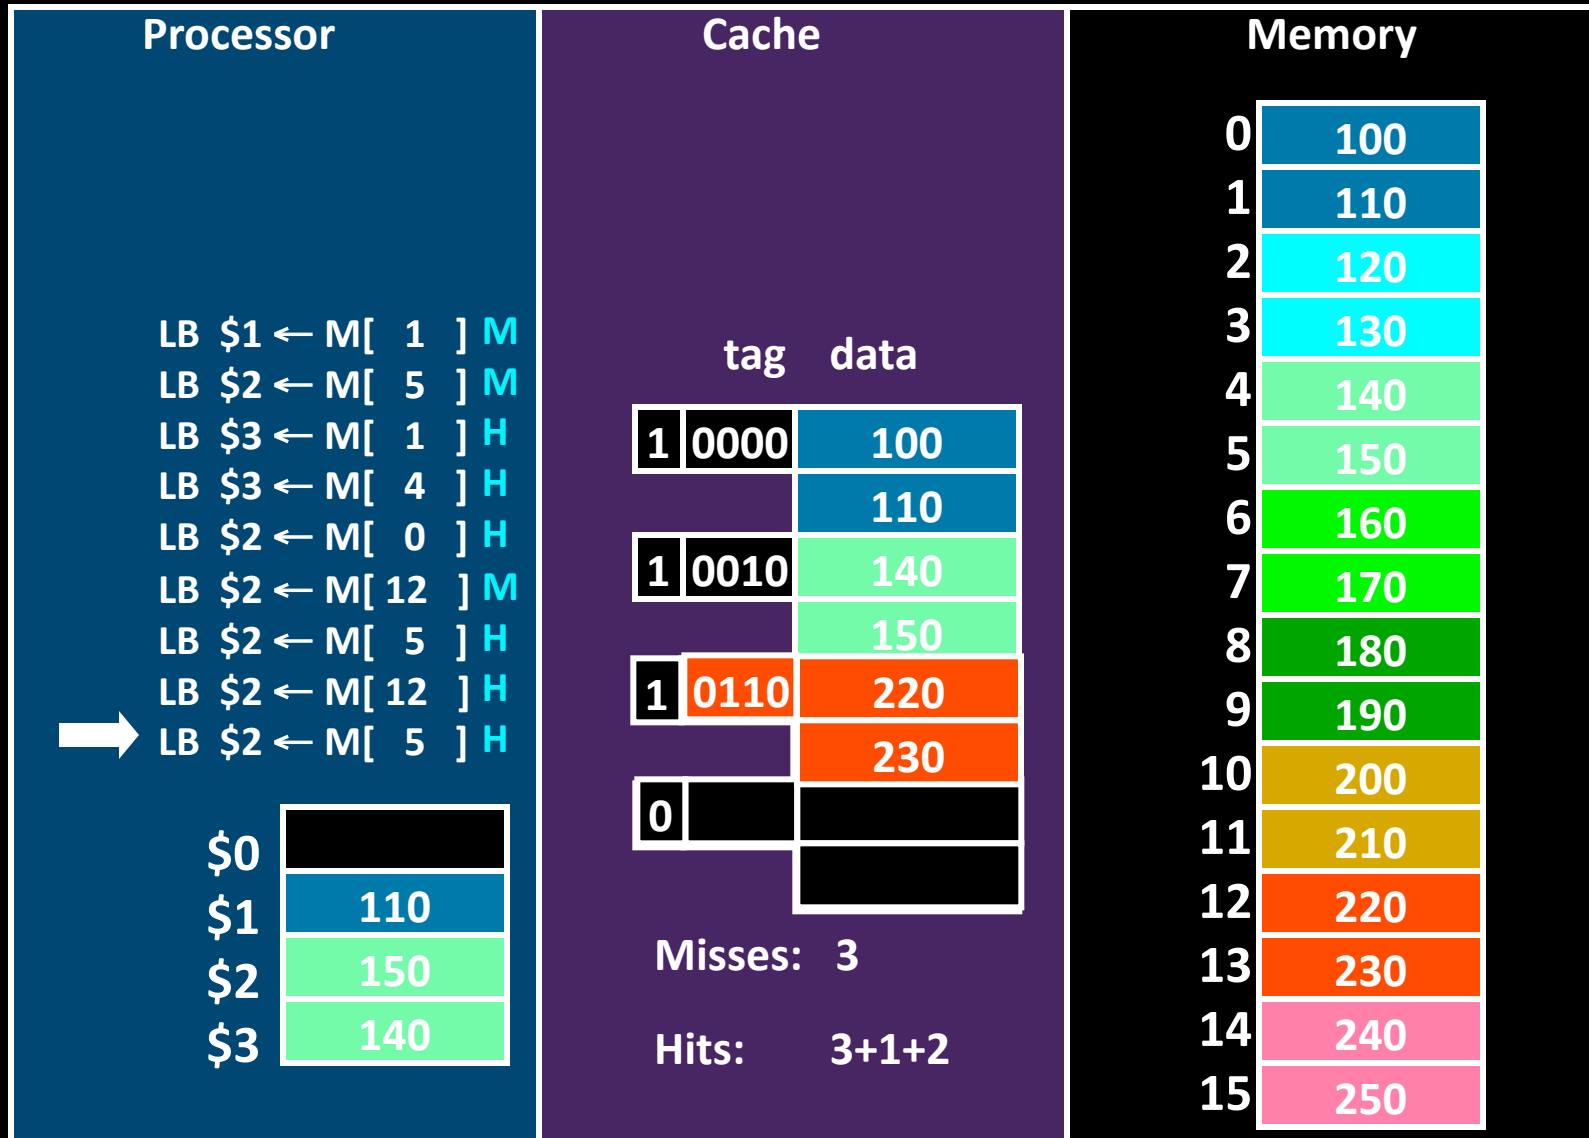 Processor
LB $1 ← M[ 1 ] M
LB $2 ← M[ 5 ] M
LB $3 ← M[ 1 ] H
LB $3 ← M[ 4 ] H
LB $2 ← M[ 0 ] H
LB $2 ← M[ 12 ] M
LB $2 ← M[ 5 ] H
LB $2 ← M[ 12 ] H
LB $2 ← M[ 5 ] H
$0
$1 110
$2 150
$3 140
Cache
tag data
1 0000 100
110
1 0010 140
150
1 0110 220
230
0
Misses: 3
Hits: 3+1+2
Memory
0 100
1 110
2 120
3 130
4 140
5 150
6 160
7 170
8 180
9 190
10 200
11 210
12 220
13 230
14 240
15 250